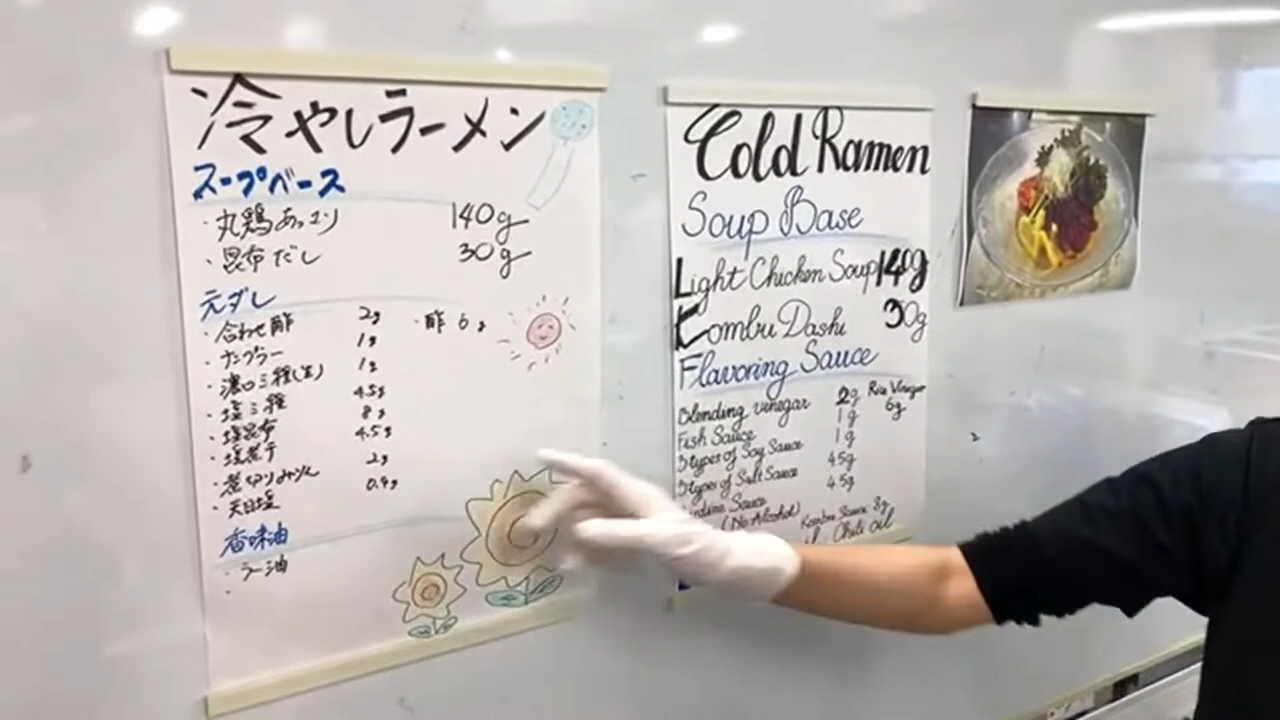 冷やしラーメン
スープベース
・丸鶏あっさり 140g
・昆布だし 30g
元ダレ
・合わせ酢 2g ・酢 6g
・ナンプラー 1g
・濃口三種(生) 1g
・塩三種 4.5g
・塩昆布 8g
・塩煮干 4.5g
・煮切りみりん 2g
・天日塩 0.9g
香味油
・ラー油
Cold Ramen
Soup Base
Light Chicken Soup 140g
Kombu Dashi 30g
Flavoring Sauce
Blending vinegar 2g Rice Vinegar 6g
Fish Sauce 1g
3types of Soy Sauce 1g
3types of Salt Sauce 4.5g
Sauce 4.5g
(No Alcohol) Kombu Sauce 8g
Chili oil